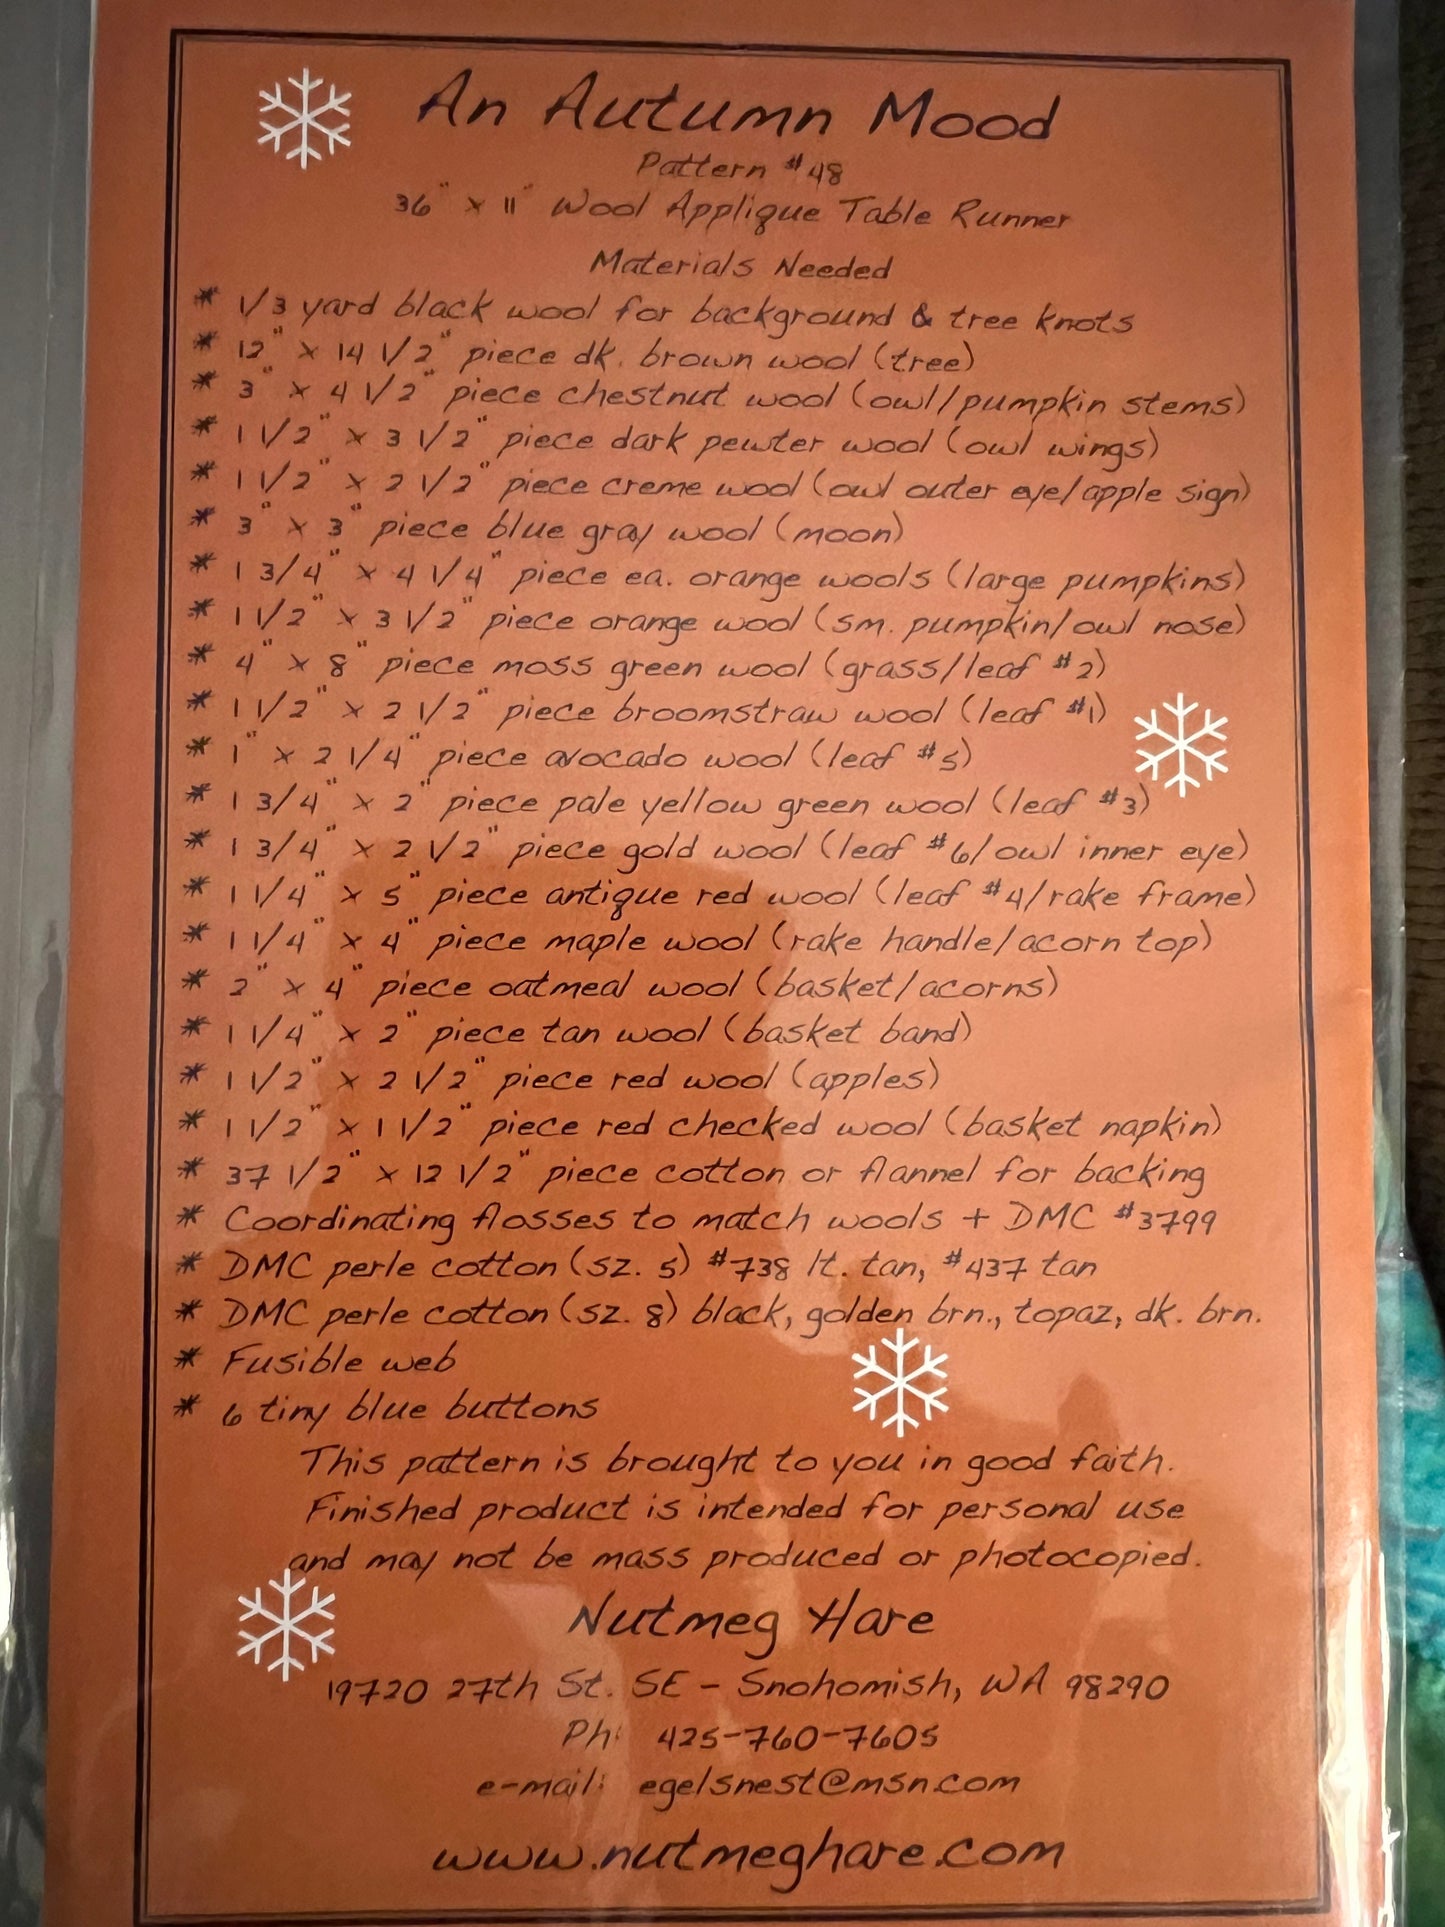 An Autumn Mood
Pattern #48
36" x 11" Wool Applique Table Runner
Materials Needed
* 1/3 yard black wool for background & tree knots
* 12" x 14 1/2" piece dk. brown wool (tree)
* 3" x 4 1/2" piece chestnut wool (owl/pumpkin stems)
* 1 1/2" x 3 1/2" piece dark pewter wool (owl wings)
* 1 1/2" x 2 1/2" piece creme wool (owl outer eye/apple sign)
* 3" x 3" piece blue gray wool (moon)
* 1 3/4" x 4 1/4" piece ea. orange wools (large pumpkins)
* 1 1/2" x 3 1/2" piece orange wool (sm. pumpkin/owl nose)
* 4" x 8" piece moss green wool (grass/leaf #2)
* 1 1/2" x 2 1/2" piece broomstraw wool (leaf #1)
* 1" x 2 1/4" piece avocado wool (leaf #5)
* 1 3/4" x 2" piece pale yellow green wool (leaf #3)
* 1 3/4" x 2 1/2" piece gold wool (leaf #6/owl inner eye)
* 1 1/4" x 5" piece antique red wool (leaf #4/rake frame)
* 1 1/4" x 4" piece maple wool (rake handle/acorn top)
* 2" x 4" piece oatmeal wool (basket/acorns)
* 1 1/4" x 2" piece tan wool (basket band)
* 1 1/2" x 2 1/2" piece red wool (apples)
* 1 1/2" x 1 1/2" piece red checked wool (basket napkin)
* 37 1/2" x 12 1/2" piece cotton or flannel for backing
* Coordinating flosses to match wools + DMC #3799
* DMC perle cotton (sz. 5) #738 lt. tan, #437 tan
* DMC perle cotton (sz. 8) black, golden brn., topaz, dk. brn.
* Fusible web
* 6 tiny blue buttons
This pattern is brought to you in good faith.
Finished product is intended for personal use
and may not be mass produced or photocopied.
Nutmeg Hare
19720 27th St. SE - Snohomish, WA 98290
Ph: 425-760-7605
e-mail: egelsnest@msn.com
www.nutmeghare.com